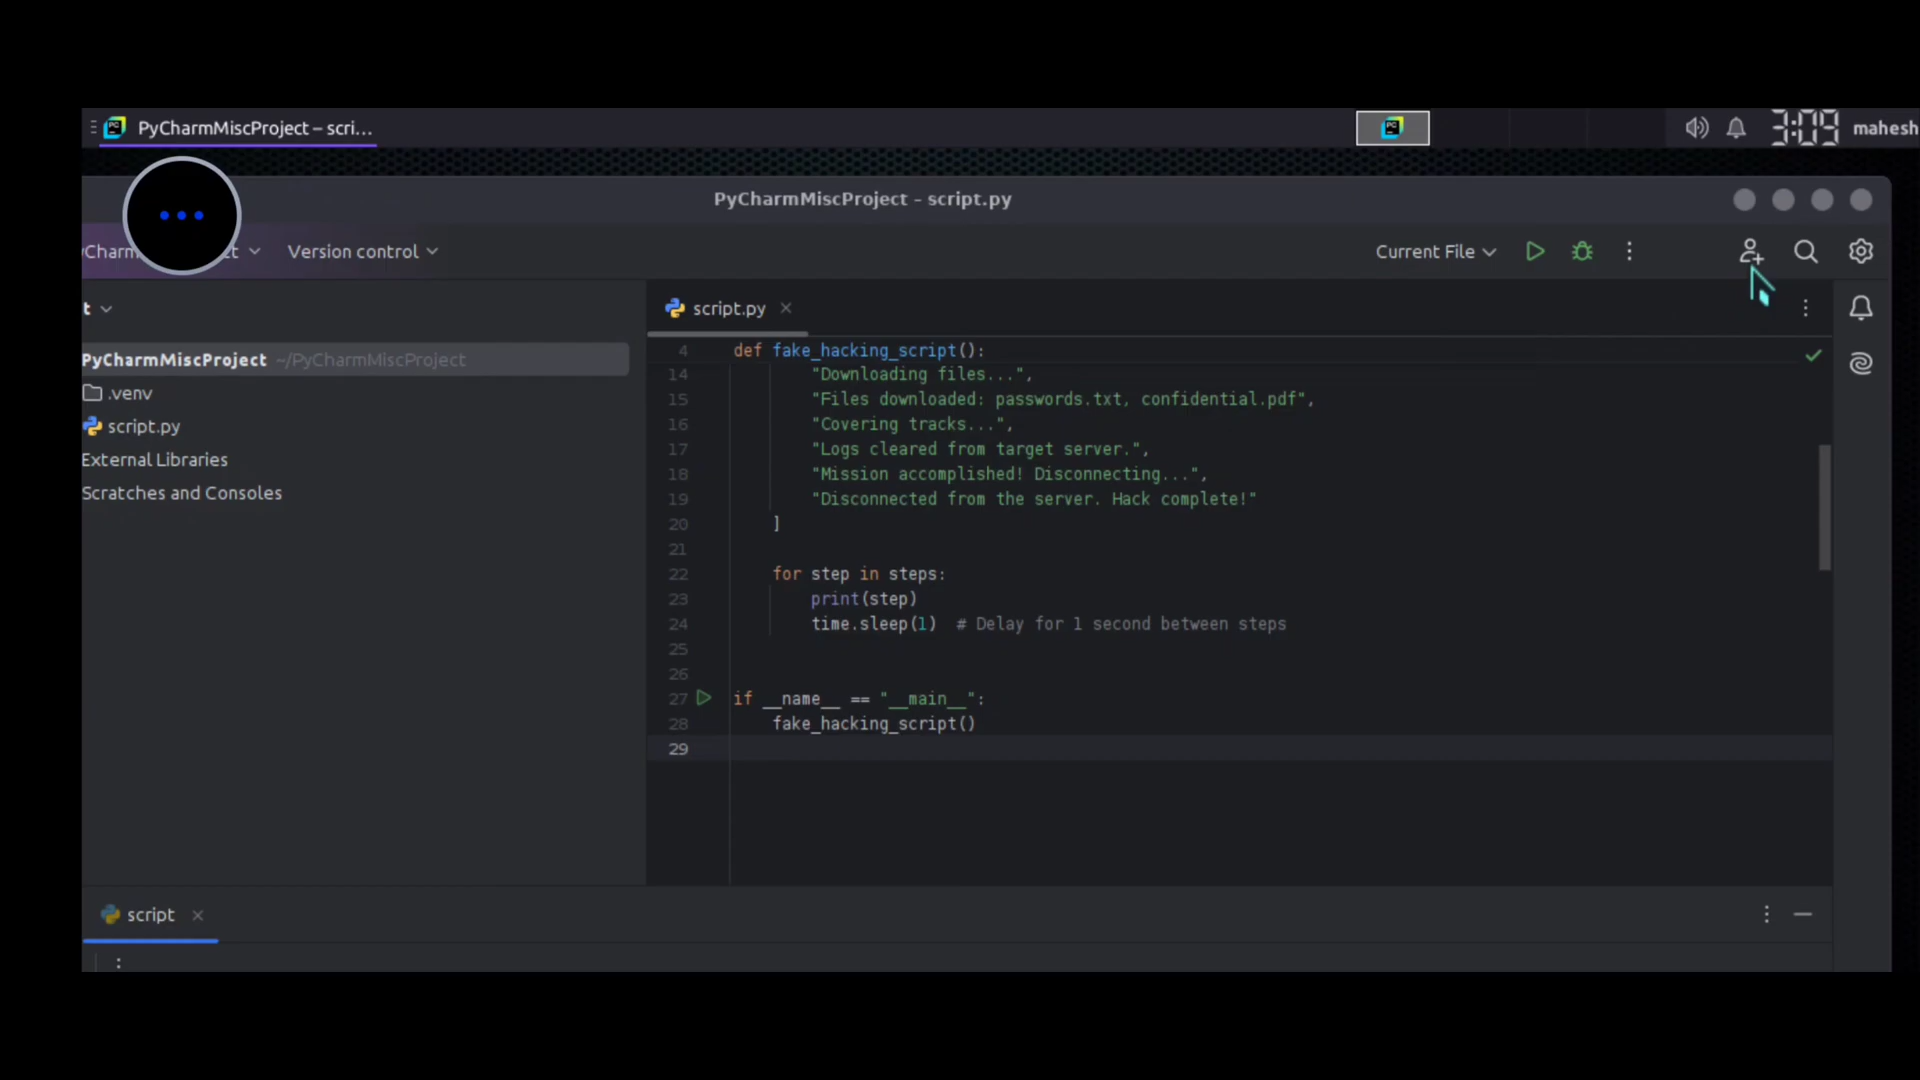 PyCharmMiscProject – scri...
3:09 mahesh
PyCharmMiscProject – script.py
yCharm t Version control
Current File
t
script.py
PyCharmMiscProject ~/PyCharmMiscProject
.venv
script.py
External Libraries
Scratches and Consoles
4 def fake_hacking_script():
14 "Downloading files...",
15 "Files downloaded: passwords.txt, confidential.pdf",
16 "Covering tracks...",
17 "Logs cleared from target server.",
18 "Mission accomplished! Disconnecting...",
19 "Disconnected from the server. Hack complete!"
20 ]
21
22 for step in steps:
23 print(step)
24 time.sleep(1) # Delay for 1 second between steps
25
26
27 if __name__ == "__main__":
28 fake_hacking_script()
29
script